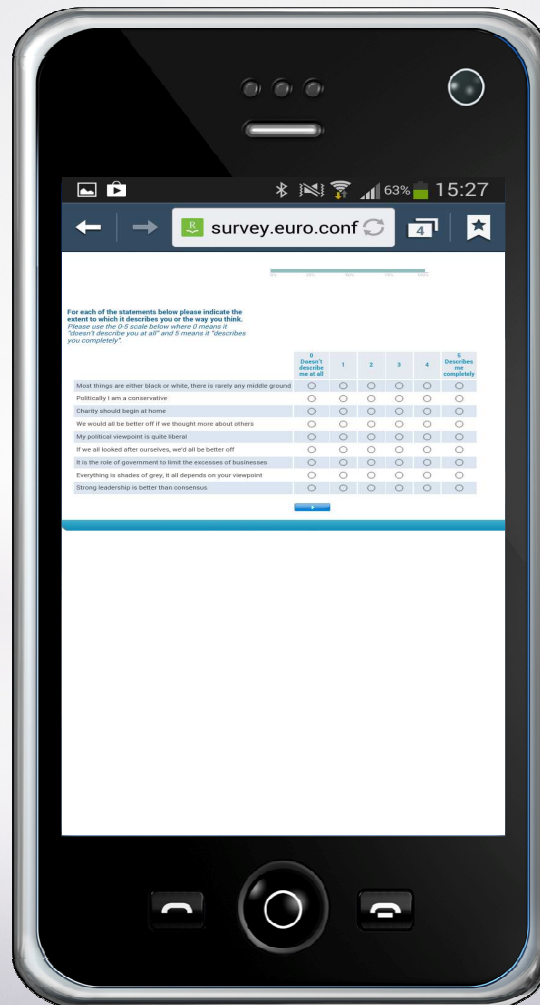 63% 15:27
R survey.euro.conf 4
For each of the statements below please indicate the
extent to which it describes you or the way you think.
Please use the 0-5 scale below where 0 means it
"doesn't describe you at all" and 5 means it "describes
you completely".
0
Doesn't
describe
me at all
1
2
3
4
5
Describes
me
completely
Most things are either black or white, there is rarely any middle ground
Politically I am a conservative
Charity should begin at home
We would all be better off if we thought more about others
My political viewpoint is quite liberal
If we all looked after ourselves, we'd all be better off
It is the role of government to limit the excesses of businesses
Everything is shades of grey, it all depends on your viewpoint
Strong leadership is better than consensus